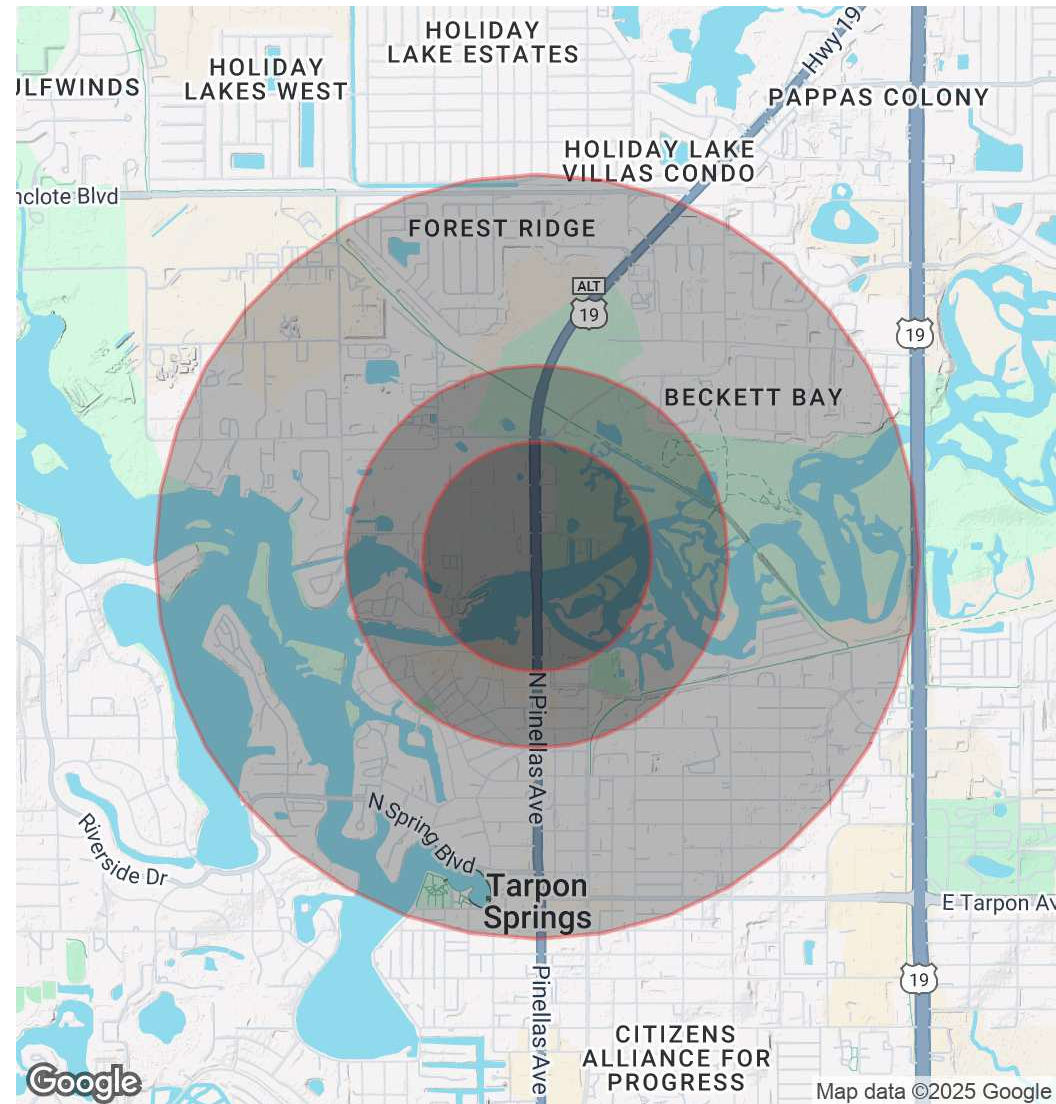 HOLIDAY
LAKE ESTATES
Hwy 19
HOLIDAY
LAKES WEST
ULFWINDS
PAPPAS COLONY
HOLIDAY LAKE
VILLAS CONDO
nclote Blvd
FOREST RIDGE
ALT
19
19
BECKETT BAY
N Pinellas Ave
N Spring Blvd
Riverside Dr
Tarpon
Springs
E Tarpon Av
19
Pinellas Ave
CITIZENS
ALLIANCE FOR
PROGRESS
Google
Map data ©2025 Google